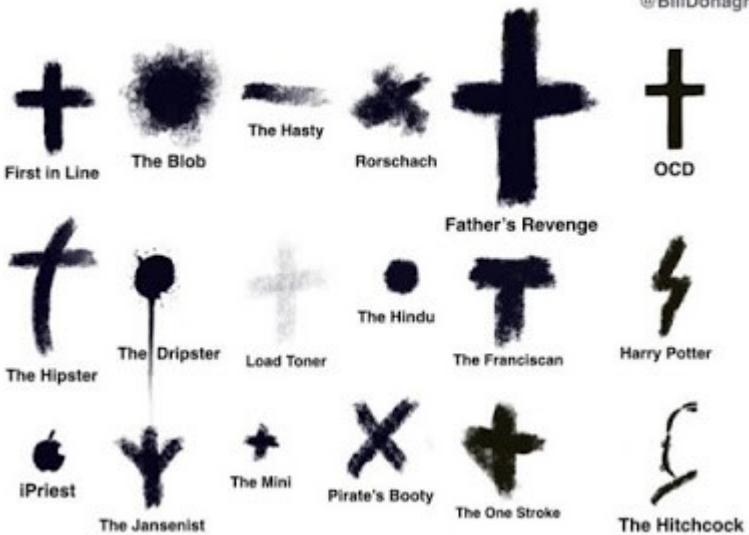 @BillDonagh
First in Line
The Blob
The Hasty
Rorschach
Father's Revenge
OCD
The Hipster
The Dripster
Load Toner
The Hindu
The Franciscan
Harry Potter
iPriest
The Jansenist
The Mini
Pirate's Booty
The One Stroke
The Hitchcock